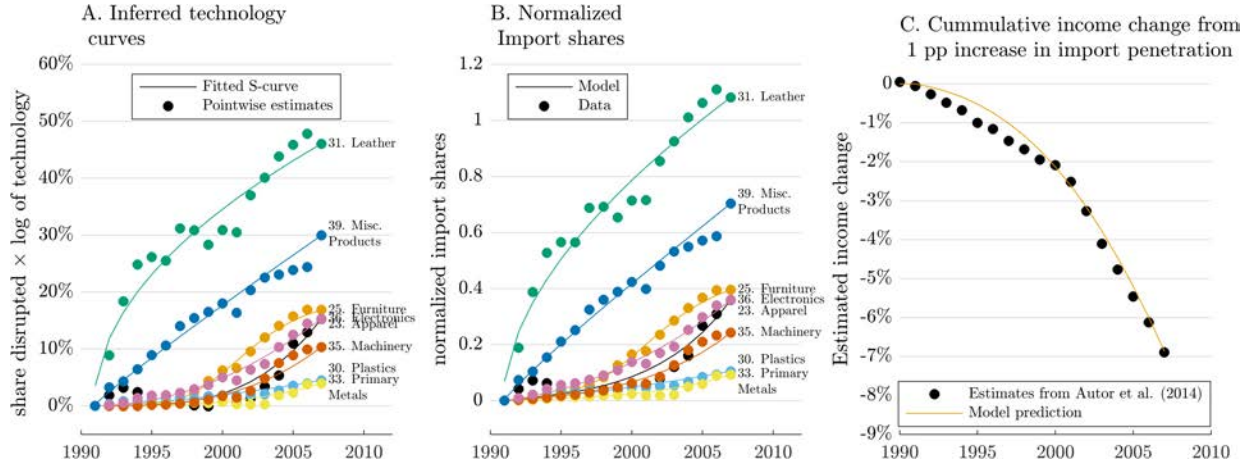 A. Inferred technology
curves
share disrupted × log of technology
60%
50%
40%
30%
20%
10%
0%
Fitted S-curve
Pointwise estimates
31. Leather
39. Misc.
Products
25. Furniture
36. Electronics
23. Apparel
35. Machinery
30. Plastics
33. Primary
Metals
1990 1995 2000 2005 2010
B. Normalized
Import shares
normalized import shares
1.2
1
0.8
0.6
0.4
0.2
0
Model
Data
31. Leather
39. Misc.
Products
25. Furniture
36. Electronics
23. Apparel
35. Machinery
30. Plastics
33. Primary
Metals
1990 1995 2000 2005 2010
C. Cummulative income change from
1 pp increase in import penetration
Estimated income change
0
-1%
-2%
-3%
-4%
-5%
-6%
-7%
-8%
-9%
Estimates from Autor et al. (2014)
Model prediction
1990 1995 2000 2005 2010